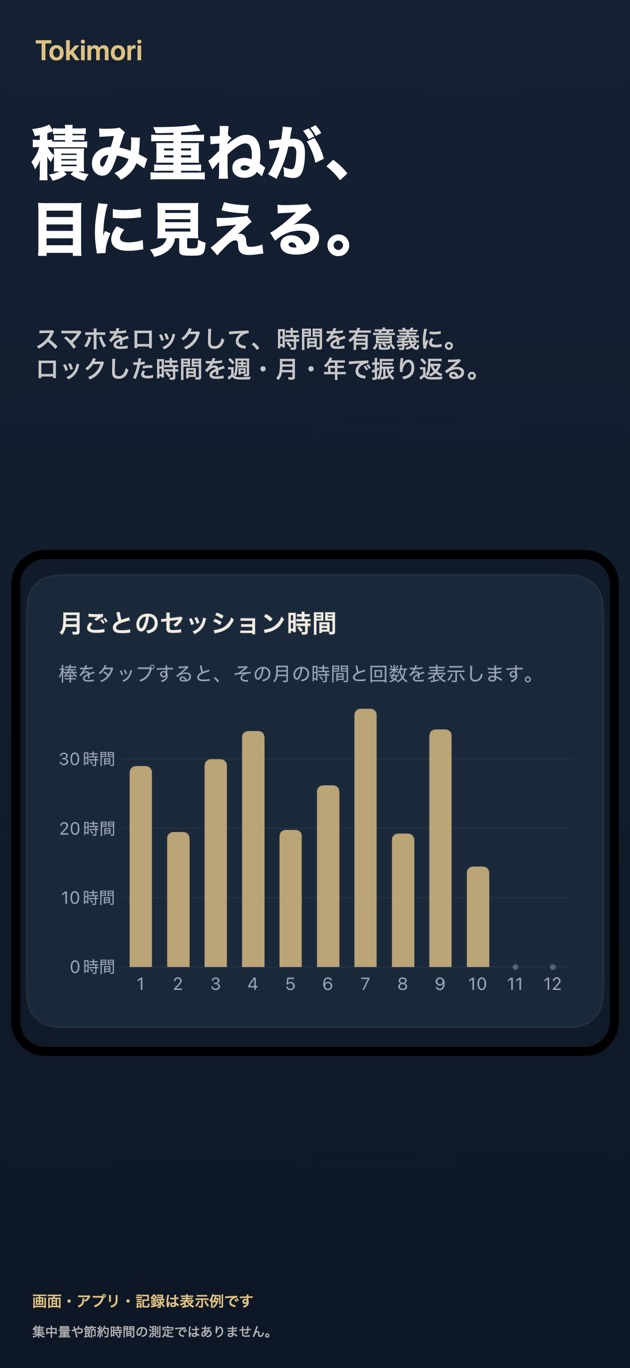 Tokimori
積み重ねが、
目に見える。
スマホをロックして、時間を有意義に。
ロックした時間を週・月・年で振り返る。
月ごとのセッション時間
棒をタップすると、その月の時間と回数を表示します。
30時間
20時間
10時間
0時間
1 2 3 4 5 6 7 8 9 10 11 12
画面・アプリ・記録は表示例です
集中量や節約時間の測定ではありません。